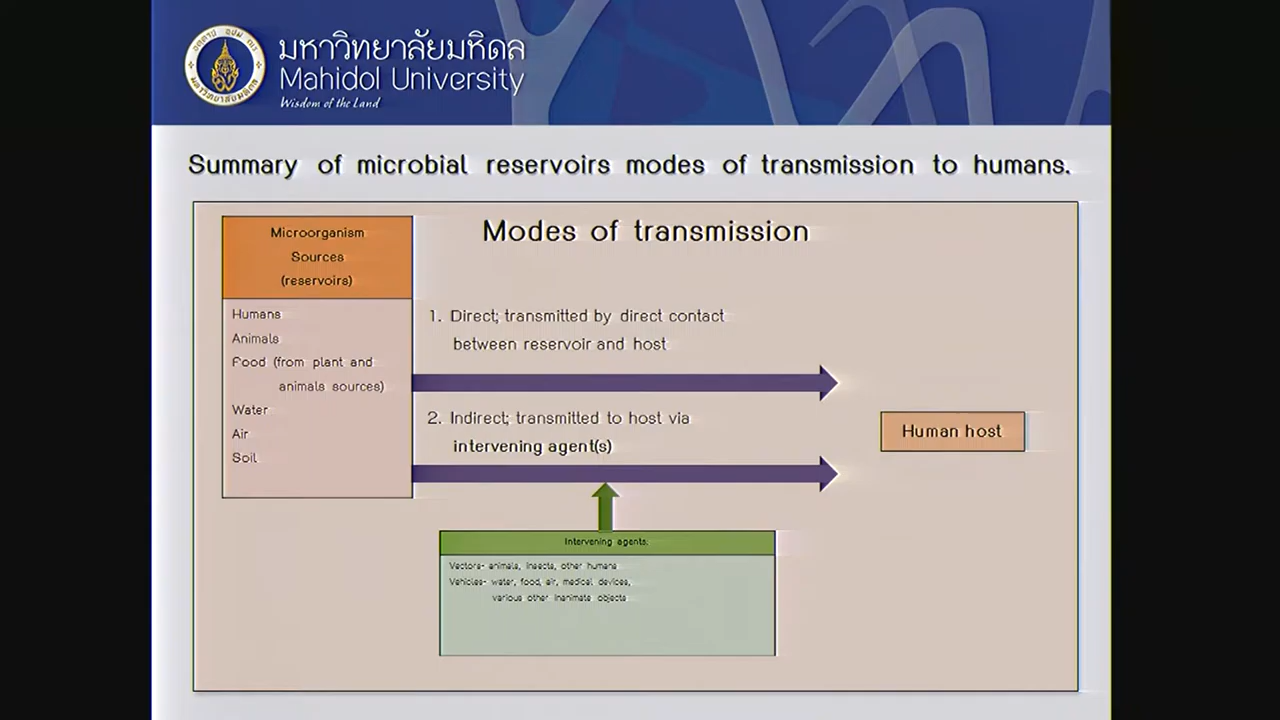 มหาวิทยาลัยมหิดล
Mahidol University
Wisdom of the Land
Summary of microbial reservoirs modes of transmission to humans.
Modes of transmission
Microorganism
Sources
(reservoirs)
Humans
Animals
Food (from plant and
animals sources)
Water
Air
Soil
1. Direct; transmitted by direct contact
between reservoir and host
2. Indirect; transmitted to host via
intervening agent(s)
Human host
Intervening agents:
Vectors- animals, insects, other humans
Vehicles- water, food, air, medical devices,
various other inanimate objects